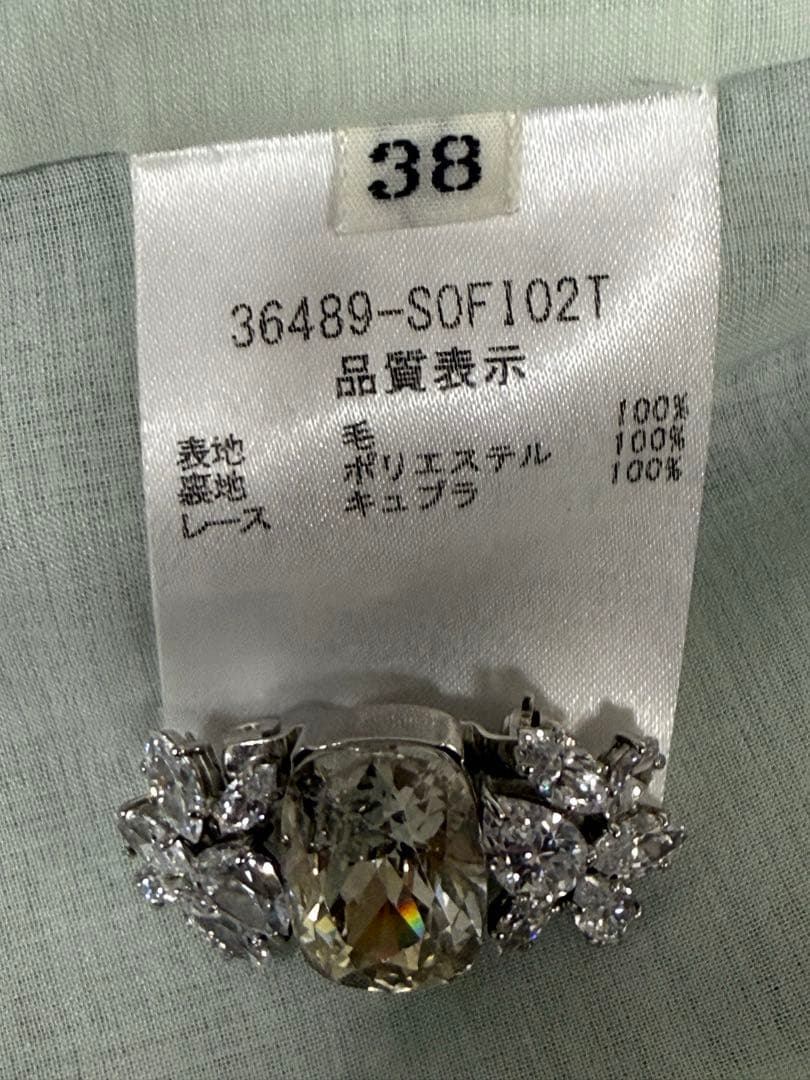 38
36489-SOFI02T
品質表示
表地 毛 100%
裏地 ポリエステル 100%
レース キュプラ 100%